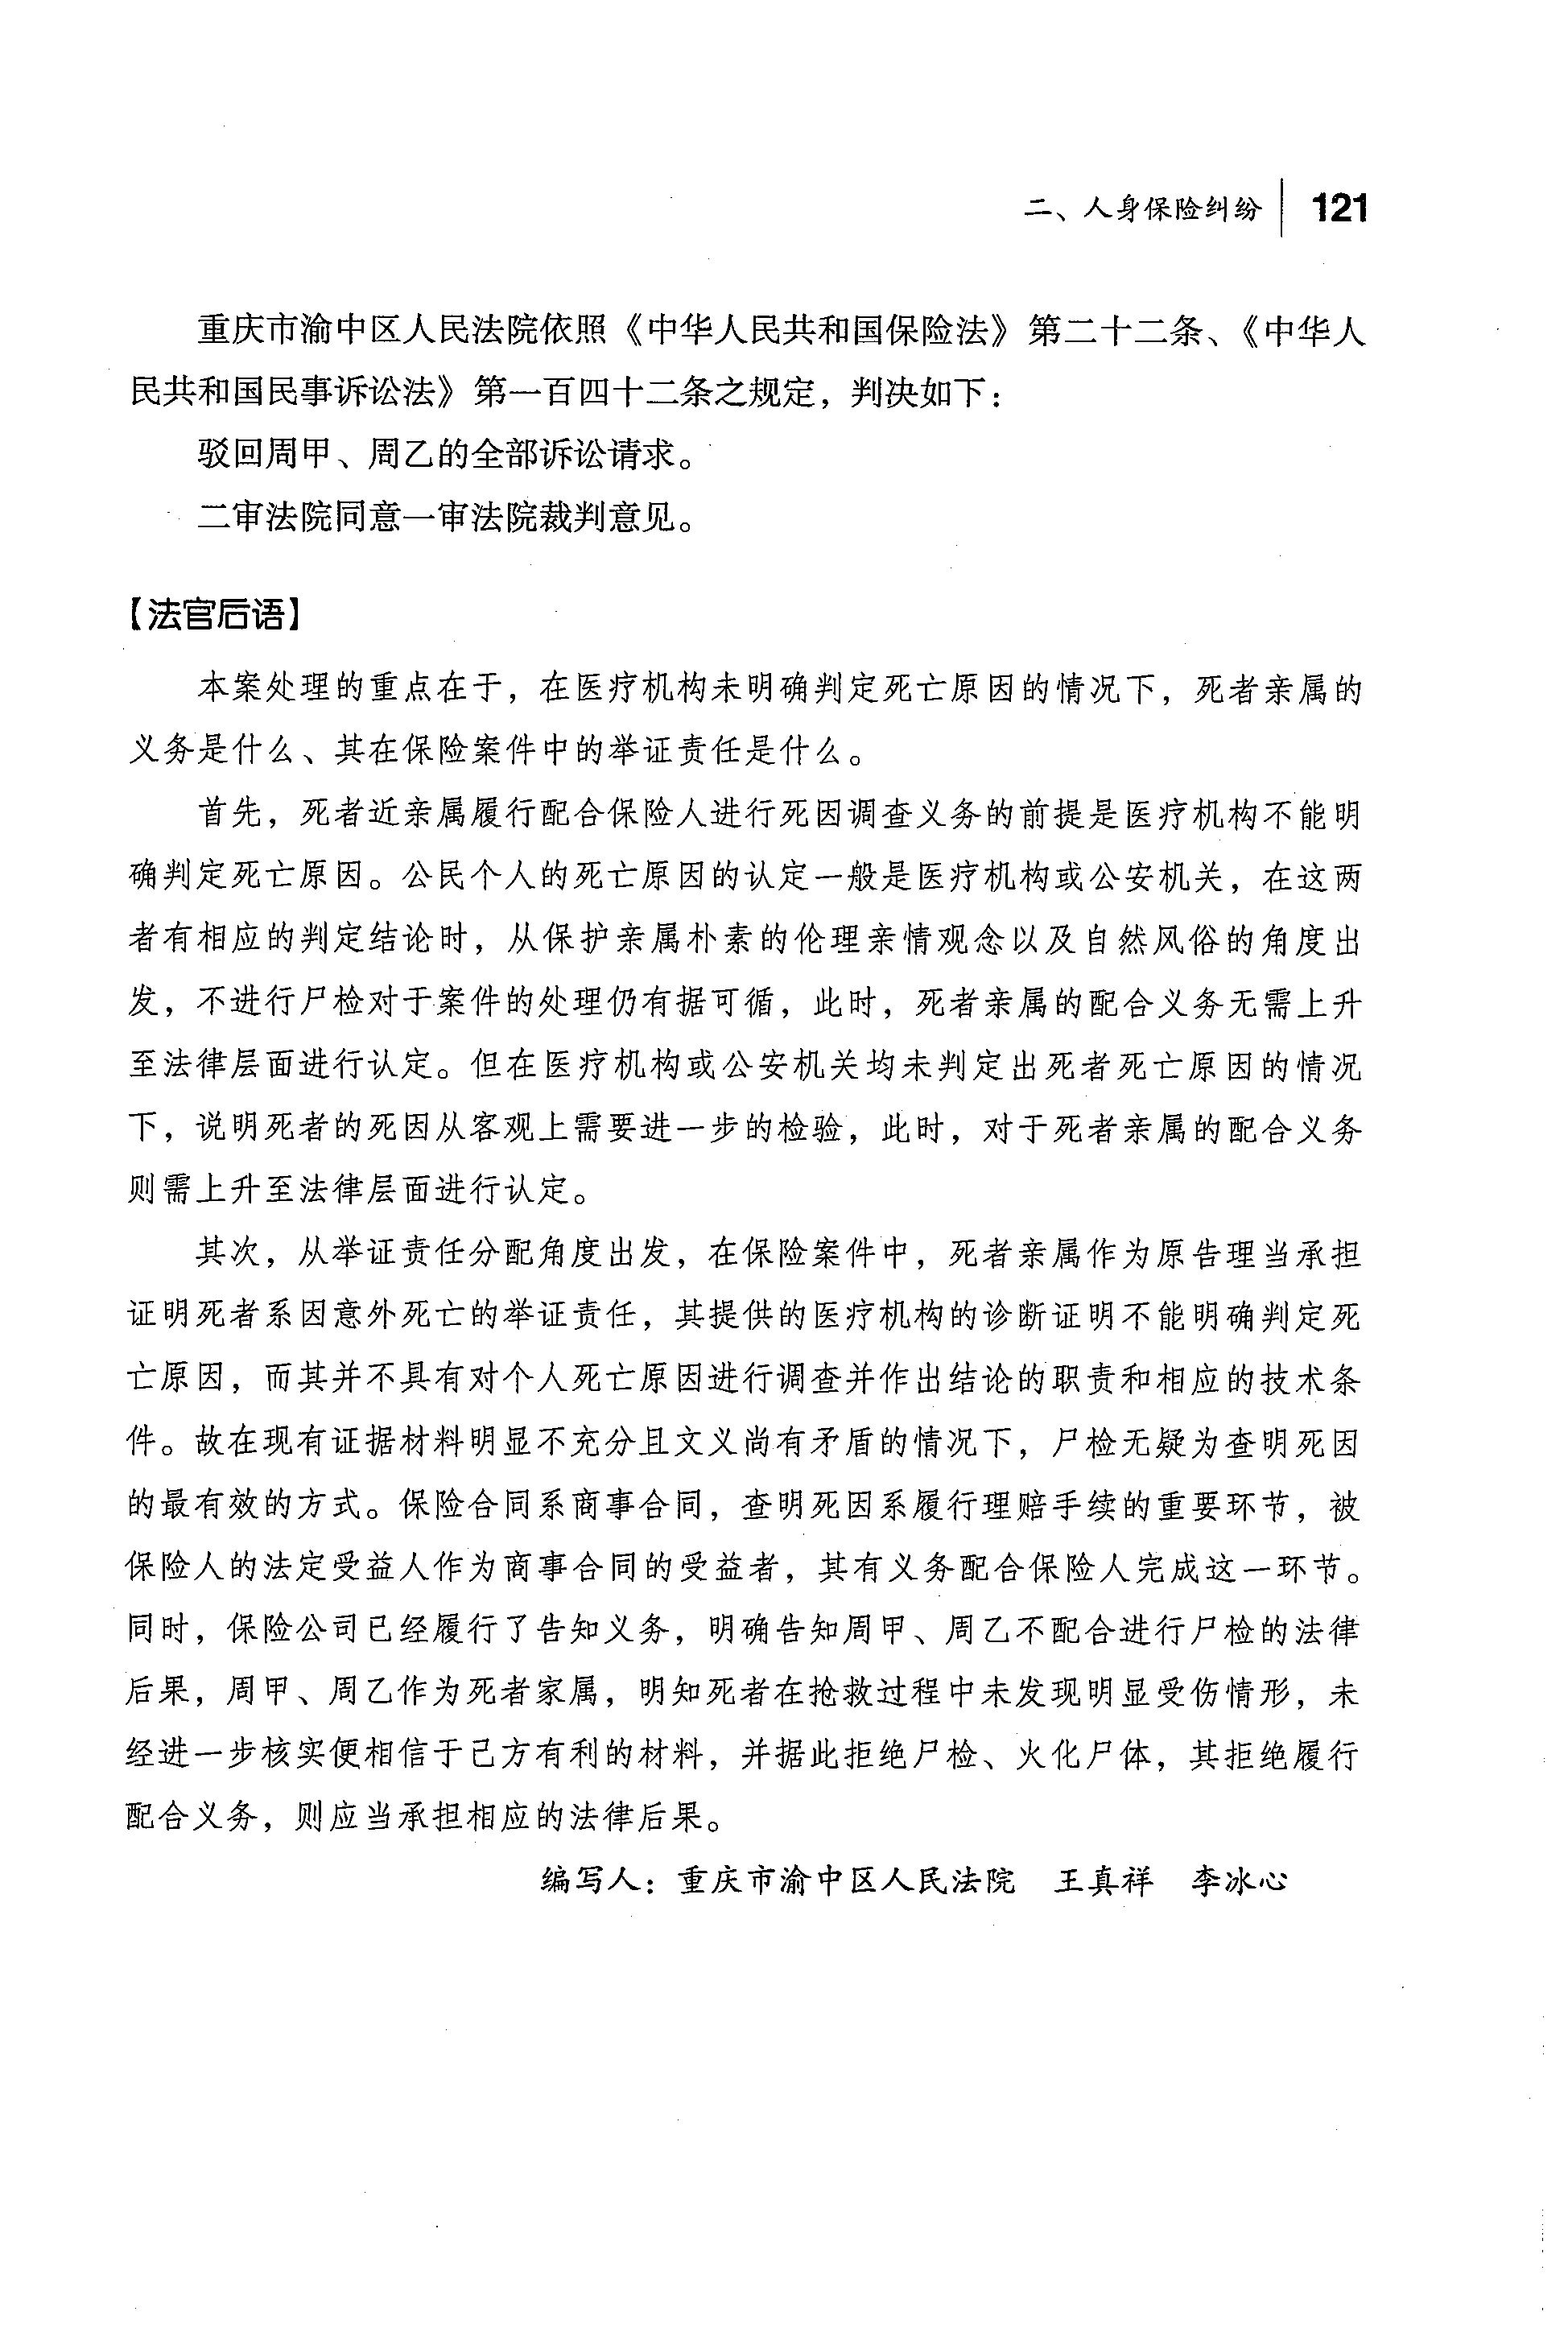 二、人身保险纠纷 121
重庆市渝中区人民法院依照《中华人民共和国保险法》第二十二条、《中华人
民共和国民事诉讼法》第一百四十二条之规定，判决如下：
驳回周甲、周乙的全部诉讼请求。
二审法院同意一审法院裁判意见。
【法官后语】
本案处理的重点在于，在医疗机构未明确判定死亡原因的情况下，死者亲属的
义务是什么、其在保险案件中的举证责任是什么。
首先，死者近亲属履行配合保险人进行死因调查义务的前提是医疗机构不能明
确判定死亡原因。公民个人的死亡原因的认定一般是医疗机构或公安机关，在这两
者有相应的判定结论时，从保护亲属朴素的伦理亲情观念以及自然风俗的角度出
发，不进行尸检对于案件的处理仍有据可循，此时，死者亲属的配合义务无需上升
至法律层面进行认定。但在医疗机构或公安机关均未判定出死者死亡原因的情况
下，说明死者的死因从客观上需要进一步的检验，此时，对于死者亲属的配合义务
则需上升至法律层面进行认定。
其次，从举证责任分配角度出发，在保险案件中，死者亲属作为原告理当承担
证明死者系因意外死亡的举证责任，其提供的医疗机构的诊断证明不能明确判定死
亡原因，而其并不具有对个人死亡原因进行调查并作出结论的职责和相应的技术条
件。故在现有证据材料明显不充分且文义尚有矛盾的情况下，尸检无疑为查明死因
的最有效的方式。保险合同系商事合同，查明死因系履行理赔手续的重要环节，被
保险人的法定受益人作为商事合同的受益者，其有义务配合保险人完成这一环节。
同时，保险公司已经履行了告知义务，明确告知周甲、周乙不配合进行尸检的法律
后果，周甲、周乙作为死者家属，明知死者在抢救过程中未发现明显受伤情形，未
经进一步核实便相信于己方有利的材料，并据此拒绝尸检、火化尸体，其拒绝履行
配合义务，则应当承担相应的法律后果。
编写人：重庆市渝中区人民法院 王真祥 李冰心